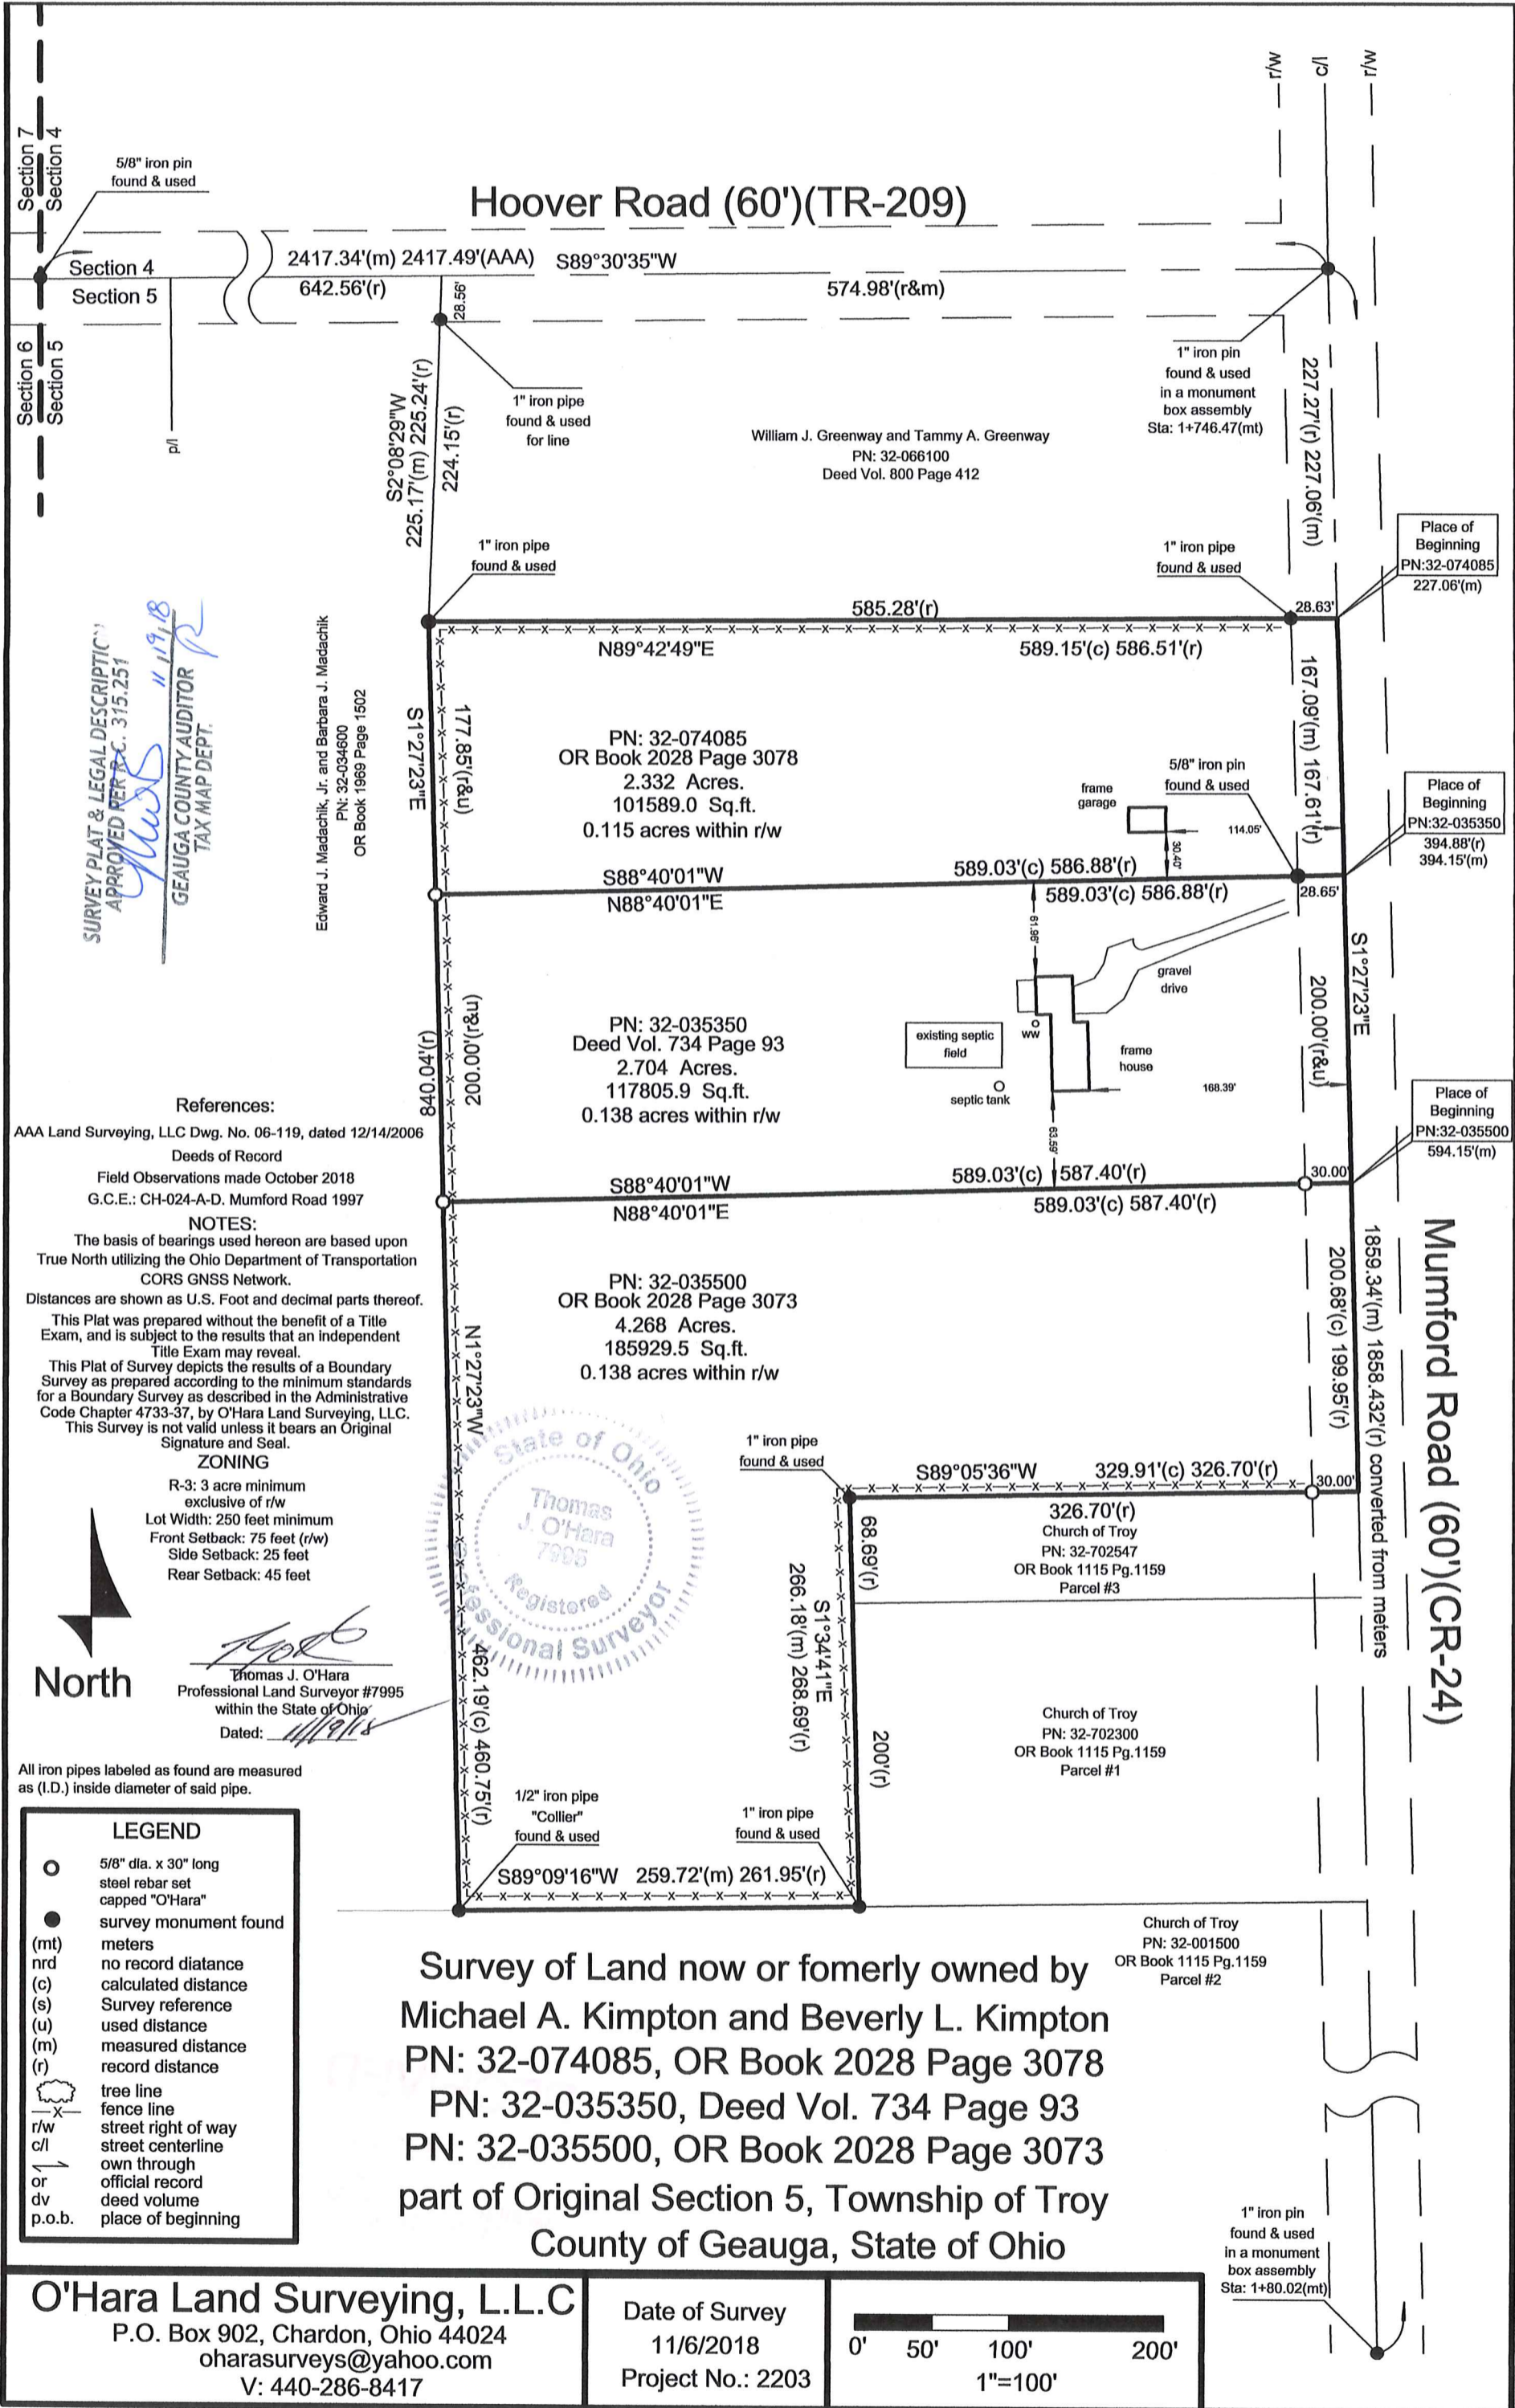 Section 7
Section 4
5/8" iron pin
found & used
r/w
c/l
r/w
Hoover Road (60')(TR-209)
Section 4
2417.34'(m) 2417.49'(AAA) S89°30'35"W
Section 5
642.56'(r)
28.56'
574.98'(r&m)
Section 6
Section 5
p/l
S2°08'29"W
225.17'(m) 225.24'(r)
224.15'(r)
1" iron pipe
found & used
for line
William J. Greenway and Tammy A. Greenway
PN: 32-066100
Deed Vol. 800 Page 412
1" iron pin
found & used
in a monument
box assembly
Sta: 1+746.47(mt)
227.27'(r) 227.06'(m)
1" iron pipe
found & used
1" iron pipe
found & used
Place of
Beginning
PN:32-074085
227.06'(m)
585.28'(r)
28.63'
N89°42'49"E
589.15'(c) 586.51'(r)
SURVEY PLAT & LEGAL DESCRIPTION
APPROVED PER R.C. 315.251
11/19/18
GEAUGA COUNTY AUDITOR
TAX MAP DEPT.
Edward J. Madachik, Jr. and Barbara J. Madachik
PN: 32-034600
OR Book 1969 Page 1502
S1°27'23"E
177.85'(r&u)
PN: 32-074085
OR Book 2028 Page 3078
2.332 Acres.
101589.0 Sq.ft.
0.115 acres within r/w
frame
garage
114.05'
30.40'
5/8" iron pin
found & used
167.09'(m) 167.61'(r)
Place of
Beginning
PN:32-035350
394.88'(r)
394.15'(m)
S88°40'01"W
589.03'(c) 586.88'(r)
N88°40'01"E
589.03'(c) 586.88'(r)
28.65'
61.96'
gravel
drive
S1°27'23"E
200.00'(r&u)
840.04'(r)
200.00'(r&u)
PN: 32-035350
Deed Vol. 734 Page 93
2.704 Acres.
117805.9 Sq.ft.
0.138 acres within r/w
existing septic
field
ww
frame
house
168.39'
septic tank
63.59'
Place of
Beginning
PN:32-035500
594.15'(m)
S88°40'01"W
589.03'(c) 587.40'(r)
30.00'
N88°40'01"E
589.03'(c) 587.40'(r)
References:
AAA Land Surveying, LLC Dwg. No. 06-119, dated 12/14/2006
Deeds of Record
Field Observations made October 2018
G.C.E.: CH-024-A-D. Mumford Road 1997
NOTES:
The basis of bearings used hereon are based upon
True North utilizing the Ohio Department of Transportation
CORS GNSS Network.
Distances are shown as U.S. Foot and decimal parts thereof.
This Plat was prepared without the benefit of a Title
Exam, and is subject to the results that an independent
Title Exam may reveal.
This Plat of Survey depicts the results of a Boundary
Survey as prepared according to the minimum standards
for a Boundary Survey as described in the Administrative
Code Chapter 4733-37, by O'Hara Land Surveying, LLC.
This Survey is not valid unless it bears an Original
Signature and Seal.
ZONING
R-3: 3 acre minimum
exclusive of r/w
Lot Width: 250 feet minimum
Front Setback: 75 feet (r/w)
Side Setback: 25 feet
Rear Setback: 45 feet
North
Thomas J. O'Hara
Professional Land Surveyor #7995
within the State of Ohio
Dated: 11/19/18
All iron pipes labeled as found are measured
as (I.D.) inside diameter of said pipe.
PN: 32-035500
OR Book 2028 Page 3073
4.268 Acres.
185929.5 Sq.ft.
0.138 acres within r/w
N1°27'23"W
462.19'(c) 460.75'(r)
State of Ohio
Thomas
J. O'Hara
7995
Registered
Professional Surveyor
200.68'(c) 199.95'(r)
1859.34'(m) 1858.432'(r) converted from meters
Mumford Road (60')(CR-24)
1" iron pipe
found & used
S89°05'36"W
329.91'(c) 326.70'(r)
30.00'
326.70'(r)
Church of Troy
PN: 32-702547
OR Book 1115 Pg.1159
Parcel #3
68.69'(r)
S1°34'41"E
266.18'(m) 268.69'(r)
200'(r)
Church of Troy
PN: 32-702300
OR Book 1115 Pg.1159
Parcel #1
1/2" iron pipe
"Collier"
found & used
1" iron pipe
found & used
S89°09'16"W 259.72'(m) 261.95'(r)
Church of Troy
PN: 32-001500
OR Book 1115 Pg.1159
Parcel #2
LEGEND
5/8" dia. x 30" long
steel rebar set
capped "O'Hara"
survey monument found
(mt) meters
nrd no record diatance
(c) calculated distance
(s) Survey reference
(u) used distance
(m) measured distance
(r) record distance
tree line
x fence line
r/w street right of way
c/l street centerline
own through
or official record
dv deed volume
p.o.b. place of beginning
Survey of Land now or fomerly owned by
Michael A. Kimpton and Beverly L. Kimpton
PN: 32-074085, OR Book 2028 Page 3078
PN: 32-035350, Deed Vol. 734 Page 93
PN: 32-035500, OR Book 2028 Page 3073
part of Original Section 5, Township of Troy
County of Geauga, State of Ohio
1" iron pin
found & used
in a monument
box assembly
Sta: 1+80.02(mt)
O'Hara Land Surveying, L.L.C
P.O. Box 902, Chardon, Ohio 44024
oharasurveys@yahoo.com
V: 440-286-8417
Date of Survey
11/6/2018
Project No.: 2203
0' 50' 100' 200'
1"=100'